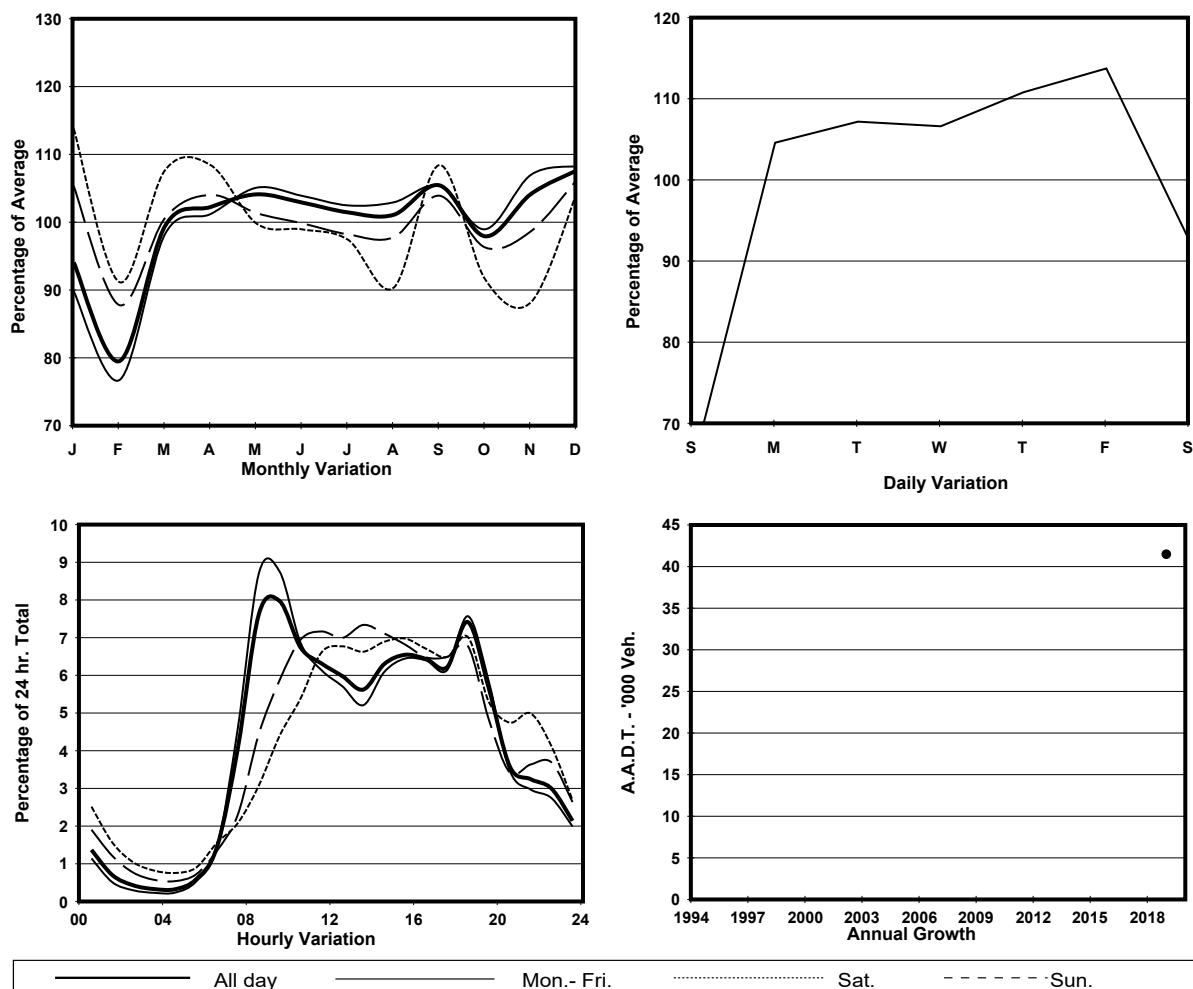 130
120
110
100
90
80
70
Percentage of Average
J F M A M J J A S O N D
Monthly Variation
120
110
100
90
80
70
Percentage of Average
S M T W T F S
Daily Variation
10
9
8
7
6
5
4
3
2
1
0
Percentage of 24 hr. Total
00 04 08 12 16 20 24
Hourly Variation
45
40
35
30
25
20
15
10
5
0
A.A.D.T. - '000 Veh.
1994 1997 2000 2003 2006 2009 2012 2015 2018
Annual Growth
All day Mon.- Fri. Sat. Sun.